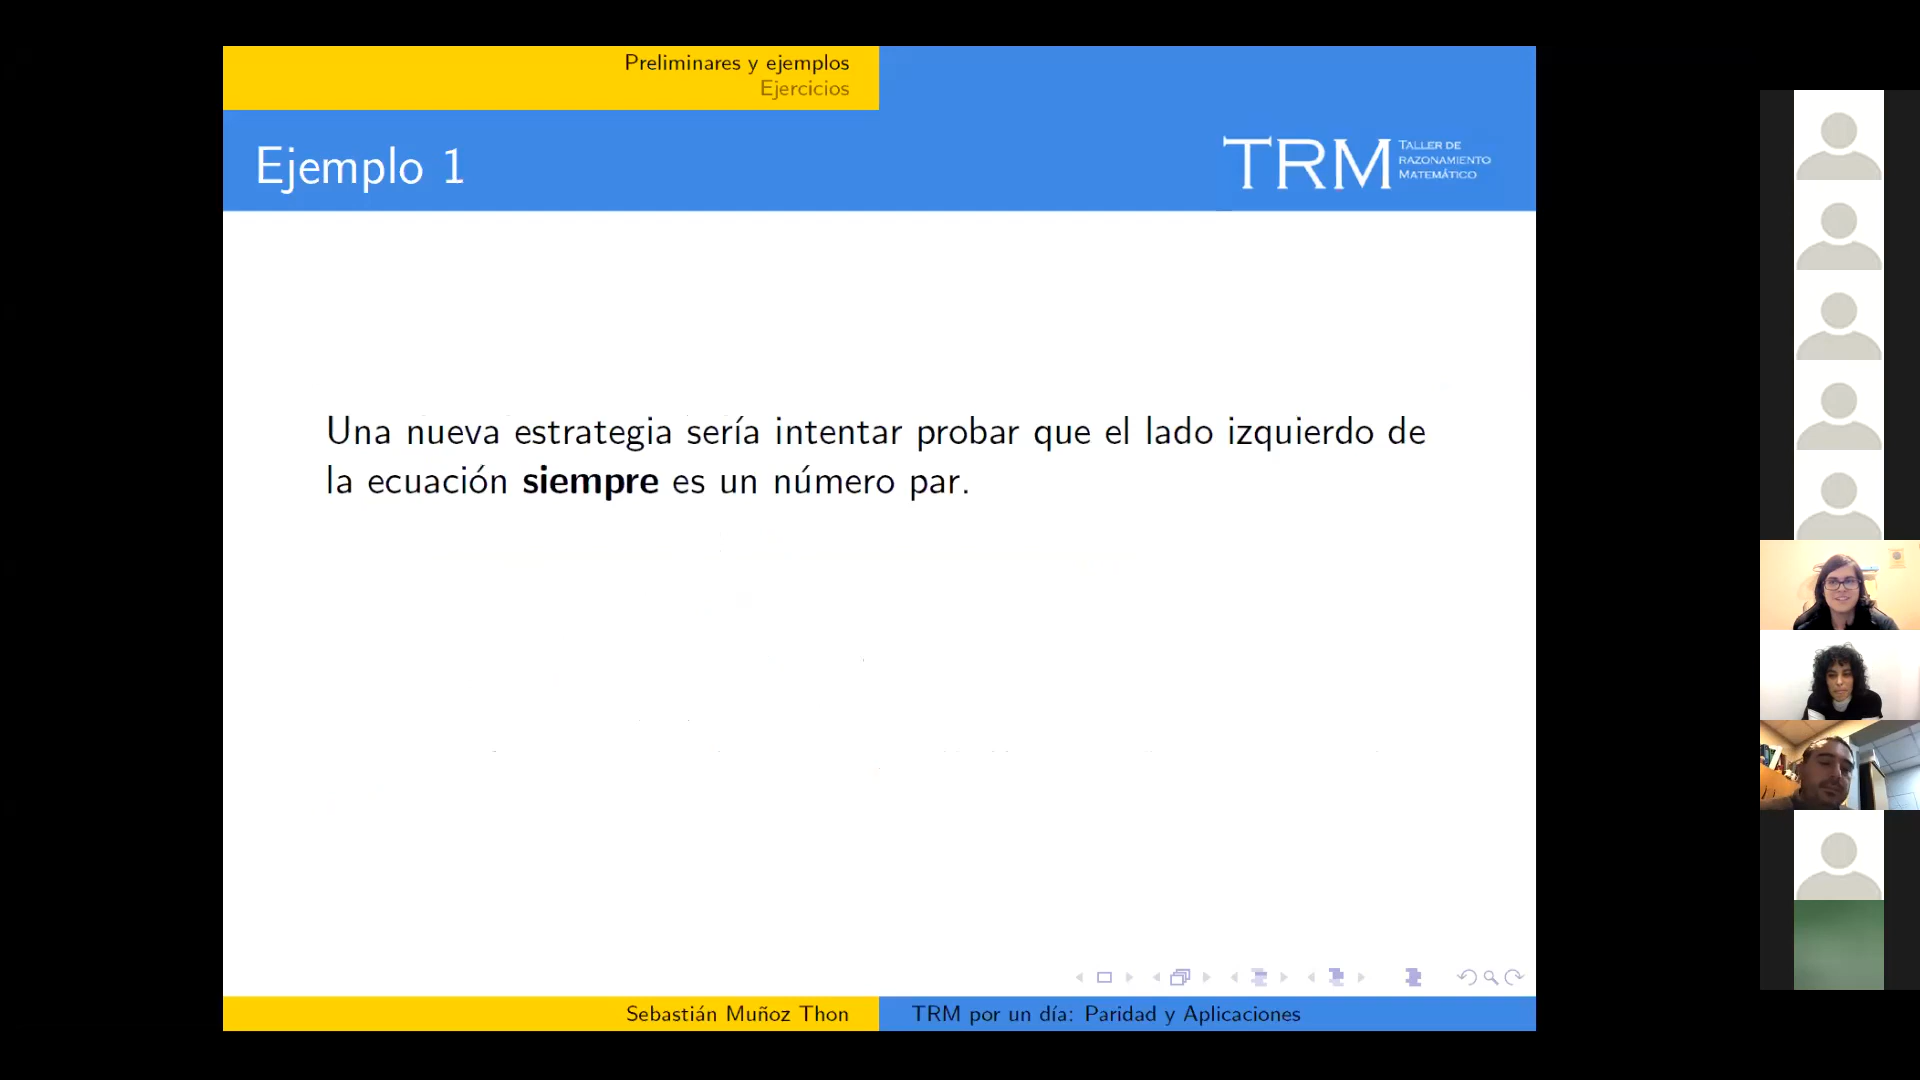 Preliminares y ejemplos
Ejercicios
Ejemplo 1
TRM
TALLER DE
RAZONAMIENTO
MATEMÁTICO
Una nueva estrategia sería intentar probar que el lado izquierdo de
la ecuación siempre es un número par.
Sebastián Muñoz Thon
TRM por un día: Paridad y Aplicaciones